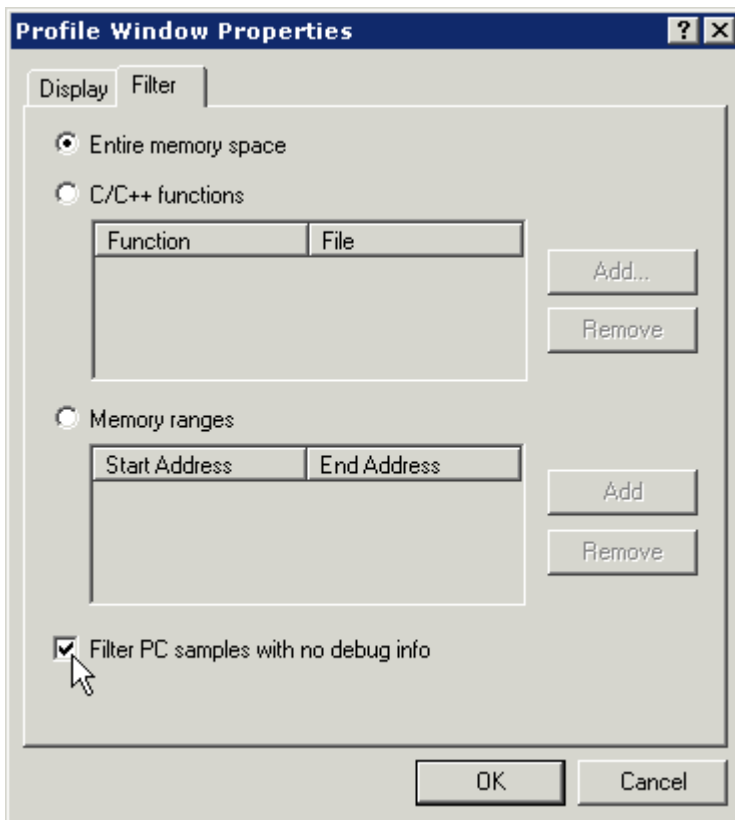 Profile Window Properties
Display Filter
Entire memory space
C/C++ functions
Function File
Add...
Remove
Memory ranges
Start Address End Address
Add
Remove
Filter PC samples with no debug info
OK Cancel